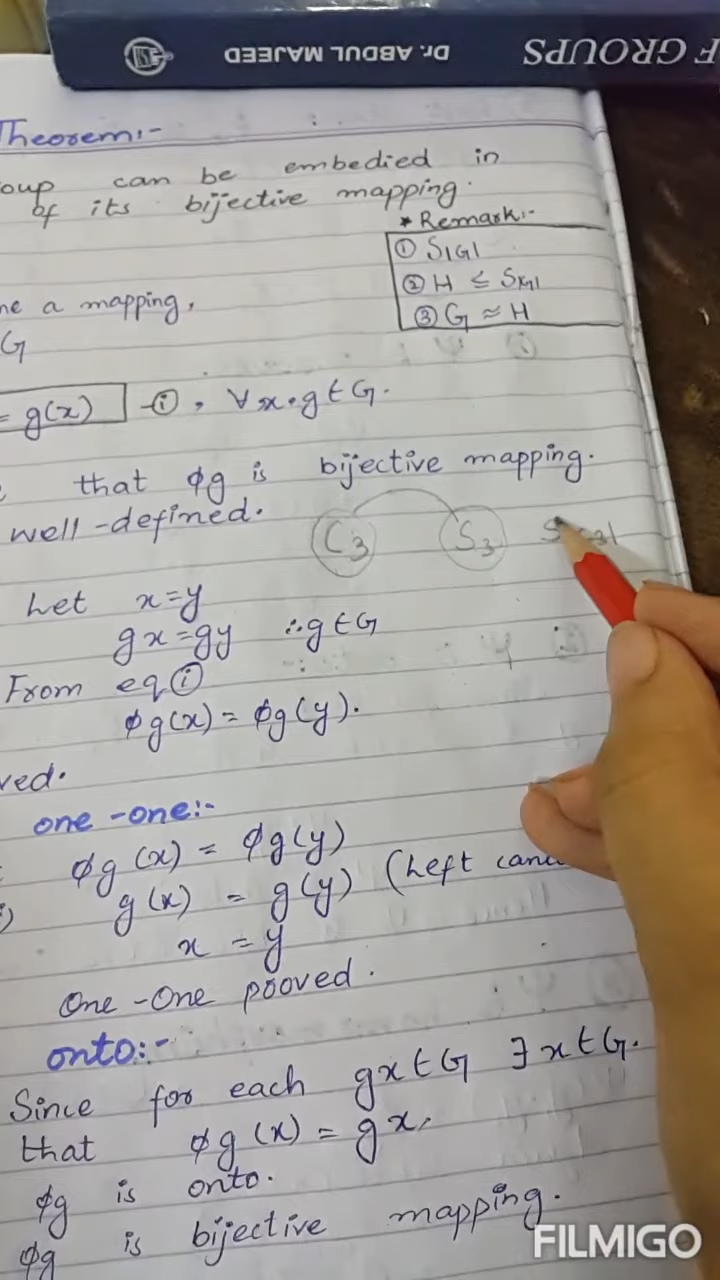 OF GROUPS
Dr. ABDUL MAJEED
Theorem:-
oup can be embedied in
of its bijective mapping.
* Remark:-
① S|G|
② H ≤ S|G|
③ G ≈ H
ne a mapping,
G
= g(x) -①, ∀ x, g ∈ G.
that φg is bijective mapping.
well-defined.
C3 S3
Let x=y
gx=gy ∴g ∈ G
From eq ①
φg(x) = φg(y).
ved.
one-one:-
φg (x) = φg(y)
g(x) = g(y) (Left canc
x = y
One-One pooved.
onto:-
Since for each gx ∈ G ∃ x ∈ G.
that φg (x) = gx.
φg is onto.
φg is bijective mapping.
FILMIGO